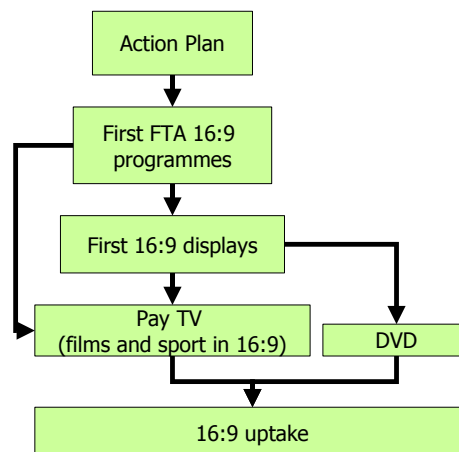 Action Plan
First FTA 16:9
programmes
First 16:9 displays
Pay TV
(films and sport in 16:9)
DVD
16:9 uptake